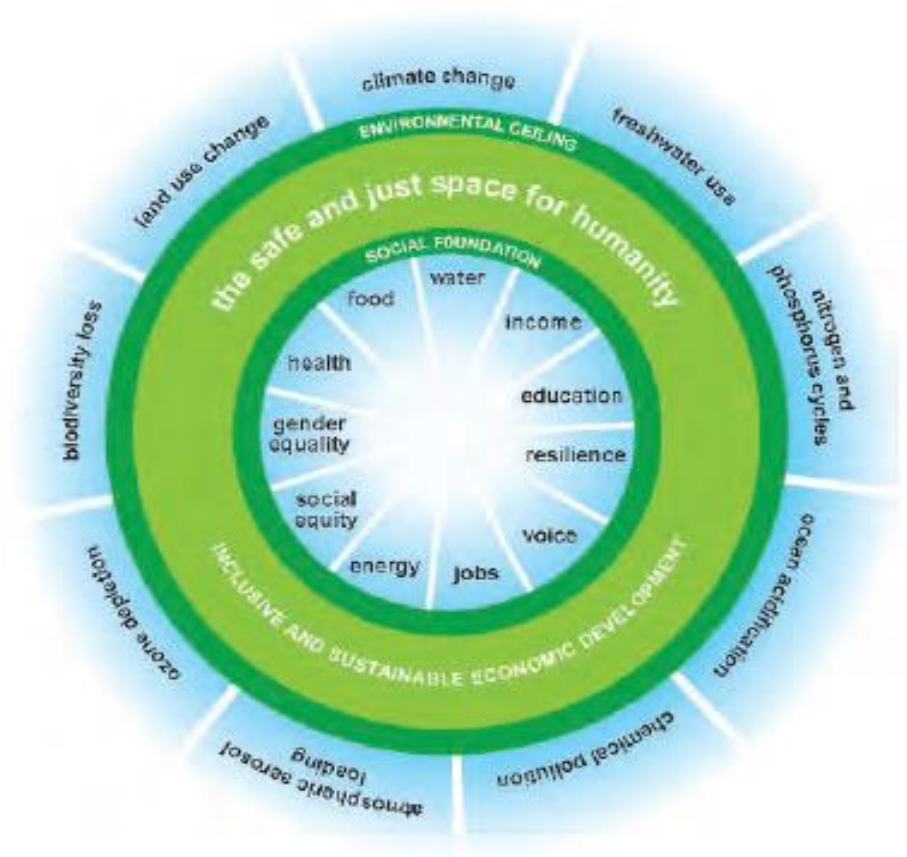 climate change
freshwater use
nitrogen and
phosphorus cycles
ocean acidification
chemical pollution
atmospheric aerosol
loading
ozone depletion
biodiversity loss
land use change
ENVIRONMENTAL CEILING
the safe and just space for humanity
SOCIAL FOUNDATION
water
income
education
resilience
voice
jobs
energy
social
equity
gender
equality
health
food
INCLUSIVE AND SUSTAINABLE ECONOMIC DEVELOPMENT